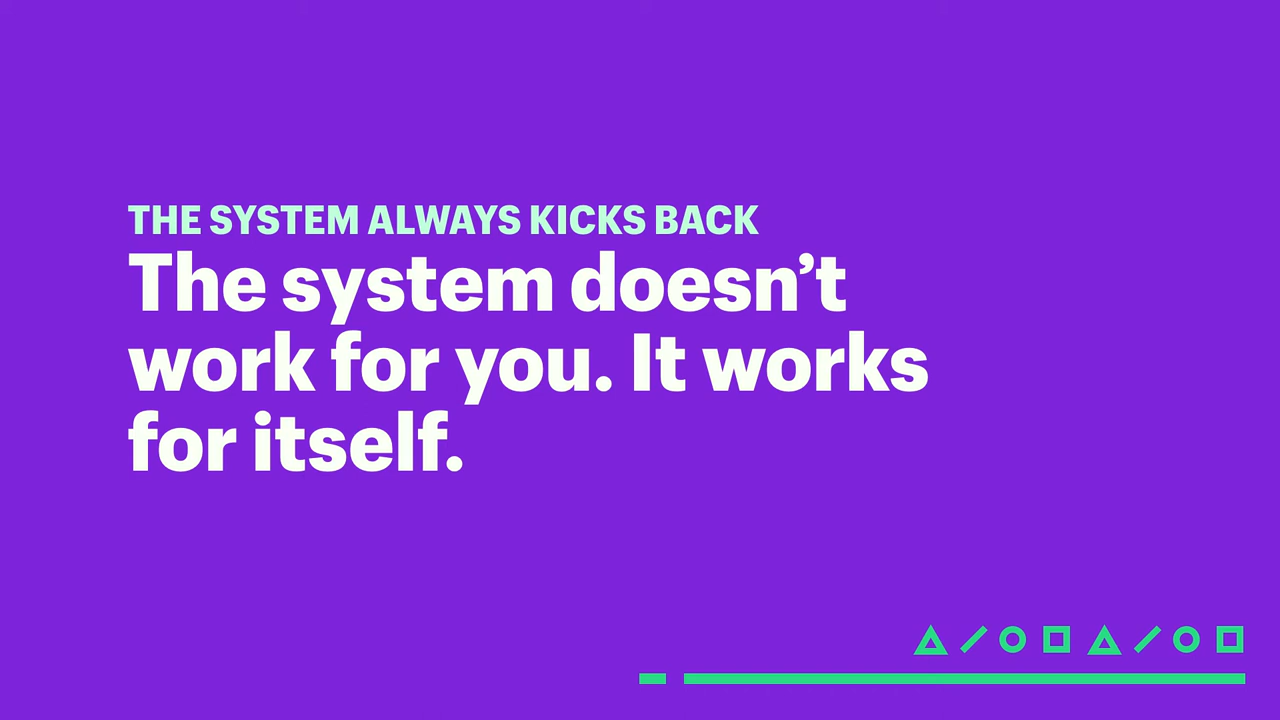 THE SYSTEM ALWAYS KICKS BACK
The system doesn’t
work for you. It works
for itself.